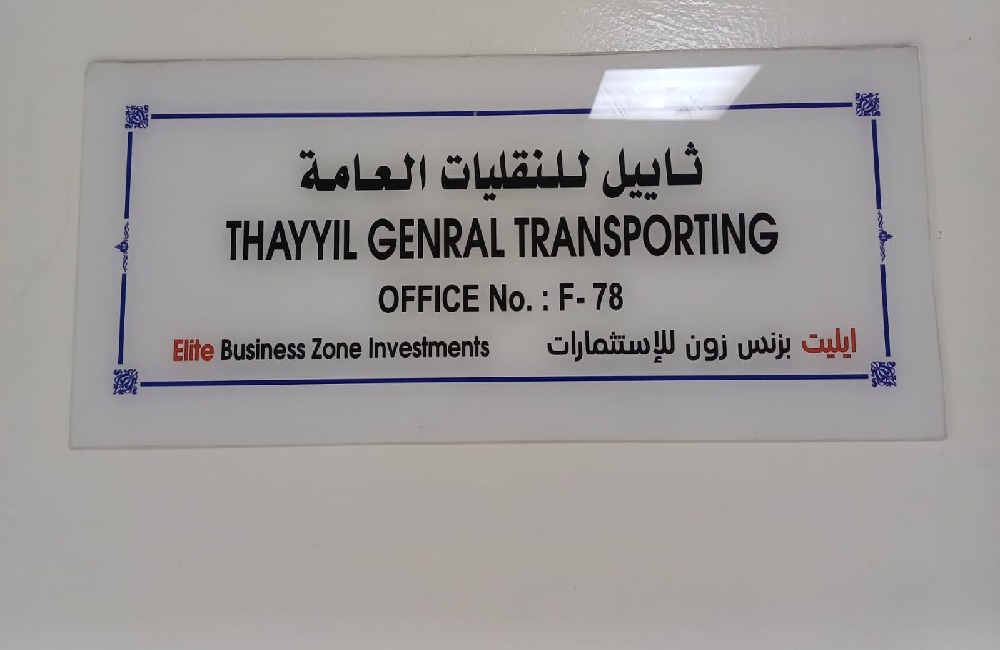 ثاييل للنقليات العامة
THAYYIL GENRAL TRANSPORTING
OFFICE No. : F- 78
Elite Business Zone Investments
ايليت بزنس زون للإستثمارات